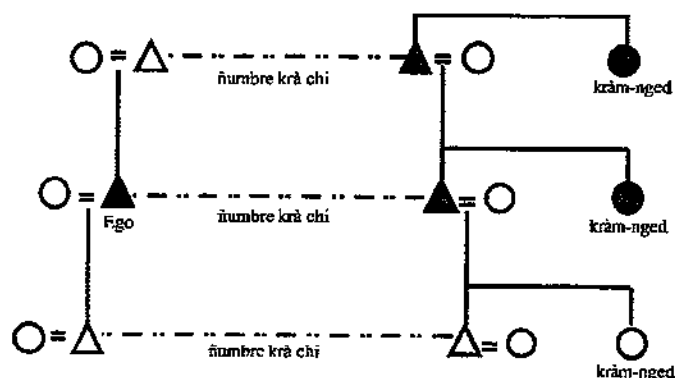 ñumbre krà chi
kràm-nged
Ego
ñumbre krà chi
kràm-nged
ñumbre krà chi
kràm-nged